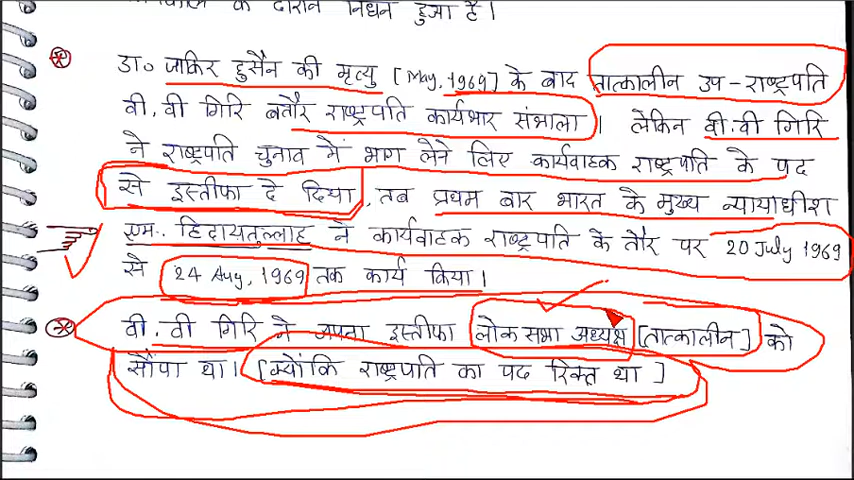 के दौरान निधन हुआ है।
डा॰ जाकिर हुसैन की मृत्यु [May, 1969] के बाद तात्कालीन उप-राष्ट्रपति
वी.वी गिरि बतौर राष्ट्रपति कार्यभार संभाला। लेकिन वी.वी गिरि
ने राष्ट्रपति चुनाव में भाग लेने लिए कार्यवाहक राष्ट्रपति के पद
से इस्तीफा दे दिया, तब प्रथम बार भारत के मुख्य न्यायाधीश
एम. हिदायतुल्लाह ने कार्यवाहक राष्ट्रपति के तौर पर 20 July 1969
से 24 Aug, 1969 तक कार्य किया।
वी.वी गिरि ने अपना इस्तीफा लोकसभा अध्यक्ष [तात्कालीन] को
सौंपा था। [क्योंकि राष्ट्रपति का पद रिक्त था]